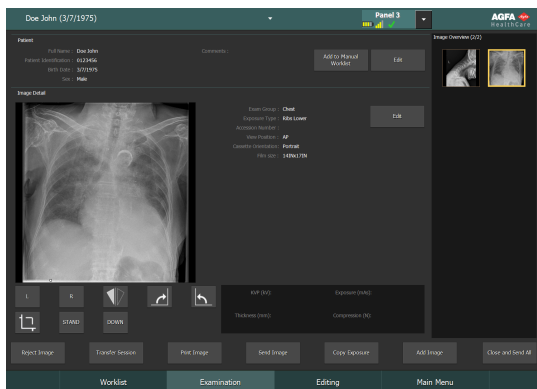 Doe John (3/7/1975)
Panel 3
AGFA
HealthCare
Patient
Full Name : Doe John
Patient Identification : 0123456
Birth Date : 3/7/1975
Sex : Male
Comments :
Add to Manual
Worklist
Edit
Image Overview (2/2)
Image Detail
Exam Group : Chest
Exposure Type : Ribs Lower
Accession Number :
View Position : AP
Cassette Orientation : Portrait
Film size : 14INx17IN
Edit
L
R
STAND
DOWN
KVP (kV):
Exposure (mAs):
Thickness (mm):
Compression (N):
Reject Image
Transfer Session
Print Image
Send Image
Copy Exposure
Add Image
Close and Send All
Worklist
Examination
Editing
Main Menu